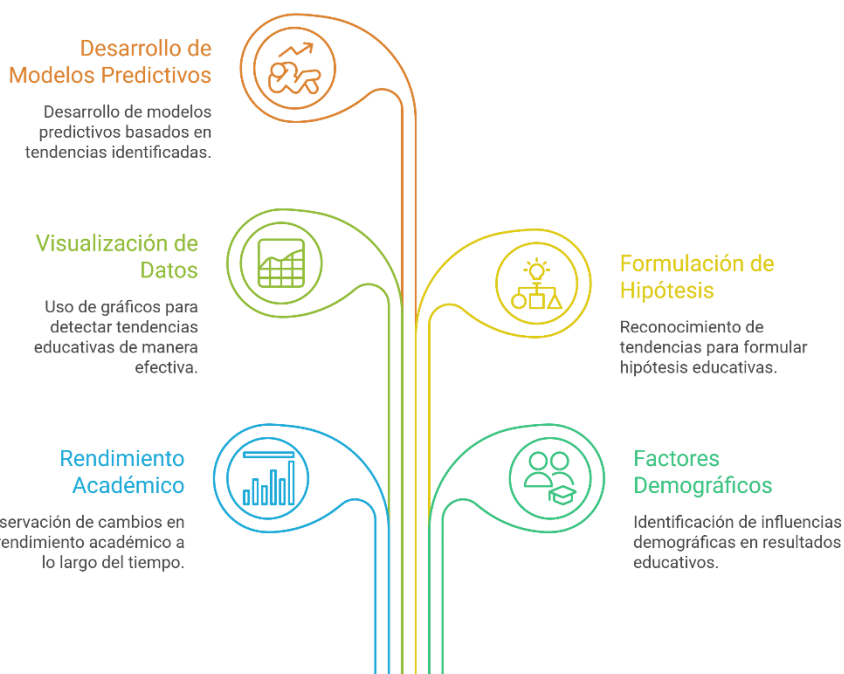 Desarrollo de
Modelos Predictivos
Desarrollo de modelos
predictivos basados en
tendencias identificadas.
Visualización de
Datos
Uso de gráficos para
detectar tendencias
educativas de manera
efectiva.
Formulación de
Hipótesis
Reconocimiento de
tendencias para formular
hipótesis educativas.
Rendimiento
Académico
servación de cambios en
rendimiento académico a
lo largo del tiempo.
Factores
Demográficos
Identificación de influencias
demográficas en resultados
educativos.